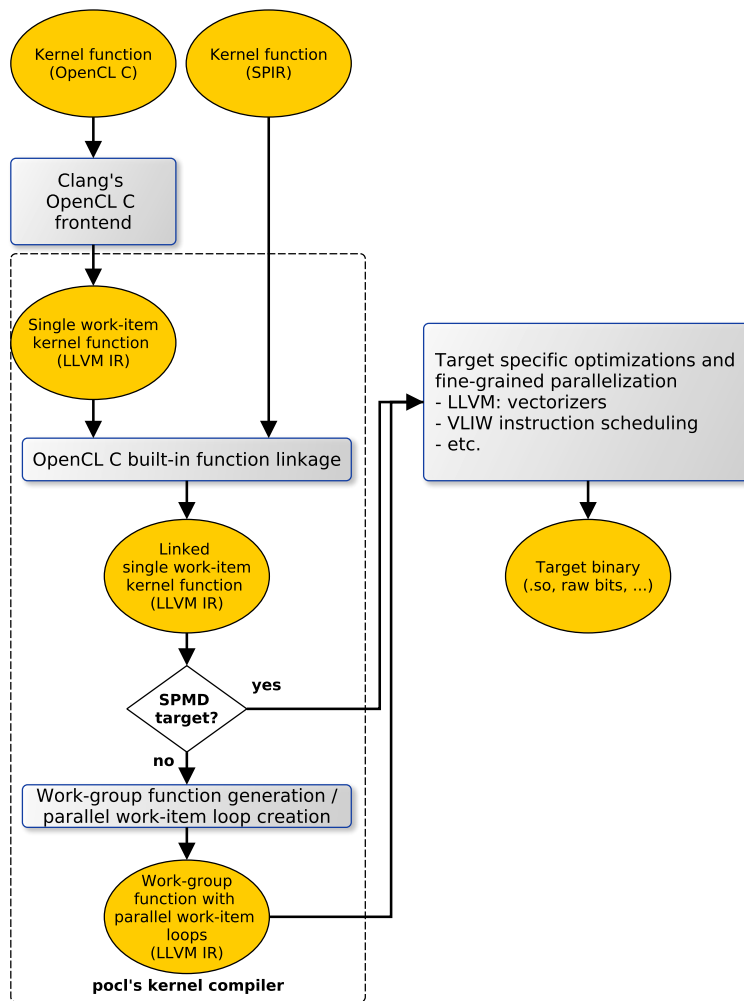 Kernel function
(OpenCL C)
Kernel function
(SPIR)
Clang's
OpenCL C
frontend
Single work-item
kernel function
(LLVM IR)
OpenCL C built-in function linkage
Linked
single work-item
kernel function
(LLVM IR)
SPMD
target?
yes
no
Work-group function generation /
parallel work-item loop creation
Work-group
function with
parallel work-item
loops
(LLVM IR)
pocl's kernel compiler
Target specific optimizations and
fine-grained parallelization
- LLVM: vectorizers
- VLIW instruction scheduling
- etc.
Target binary
(.so, raw bits, ...)